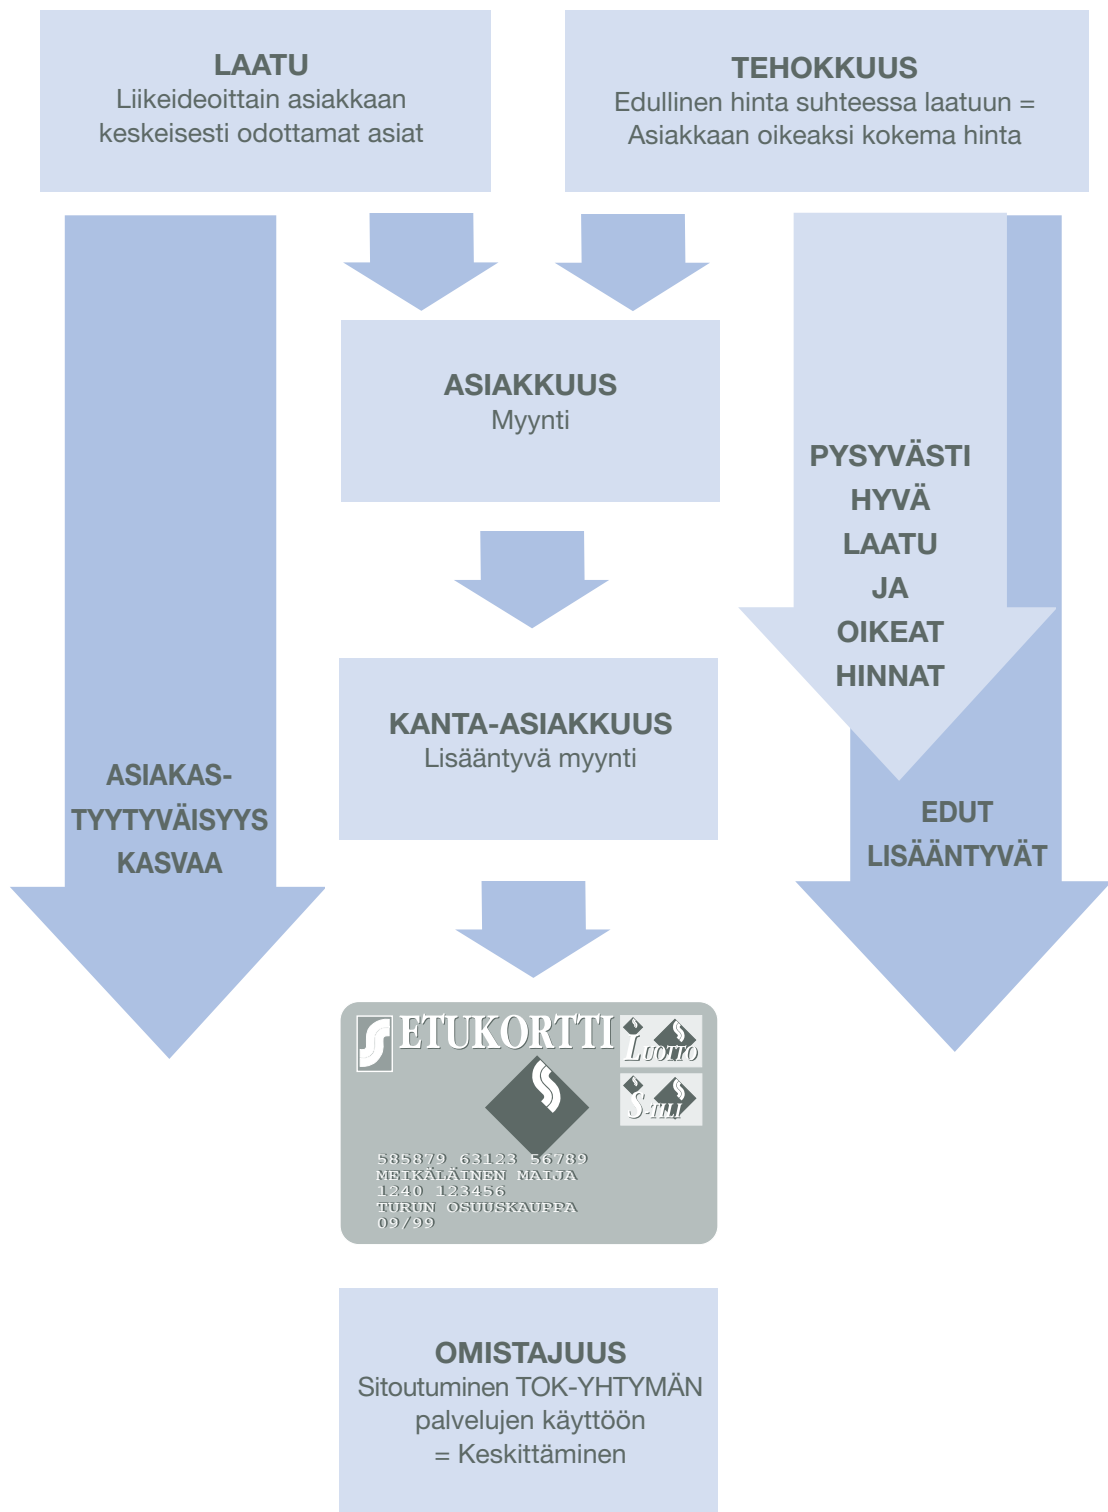 LAATU
Liikeideoittain asiakkaan
keskeisesti odottamat asiat
TEHOKKUUS
Edullinen hinta suhteessa laatuun =
Asiakkaan oikeaksi kokema hinta
ASIAKKUUS
Myynti
PYSYVÄSTI
HYVÄ
LAATU
JA
OIKEAT
HINNAT
KANTA-ASIAKKUUS
Lisääntyvä myynti
ASIAKAS-
TYYTYVÄISYYS
KASVAA
EDUT
LISÄÄNTYVÄT
ETUKORTTI
LUOTTO
S-TILI
585879 63123 56789
MEIKÄLÄINEN MAIJA
1240 123456
TURUN OSUUSKAUPPA
09/99
OMISTAJUUS
Sitoutuminen TOK-YHTYMÄN
palvelujen käyttöön
= Keskittäminen